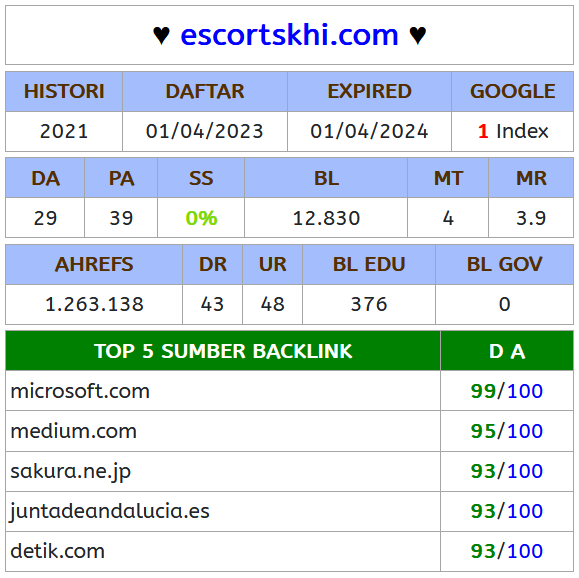 ♥ escortskhi.com ♥
HISTORI DAFTAR EXPIRED GOOGLE
2021 01/04/2023 01/04/2024 1 Index
DA PA SS BL MT MR
29 39 0% 12.830 4 3.9
AHREFS DR UR BL EDU BL GOV
1.263.138 43 48 376 0
TOP 5 SUMBER BACKLINK D A
microsoft.com 99/100
medium.com 95/100
sakura.ne.jp 93/100
juntadeandalucia.es 93/100
detik.com 93/100